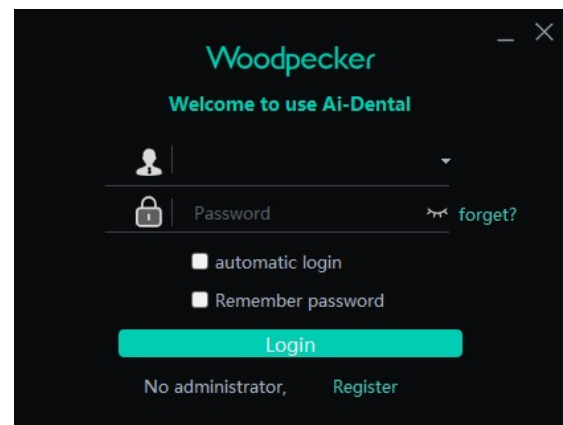 Woodpecker
Welcome to use Ai-Dental
Password
forget?
automatic login
Remember password
Login
No administrator, Register